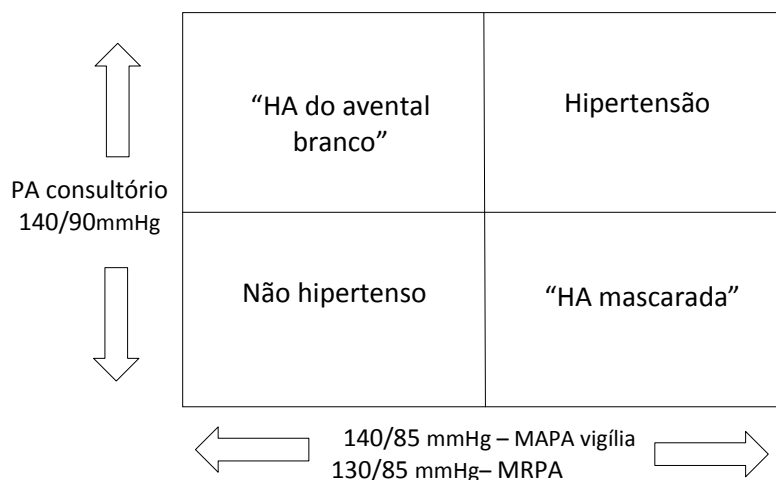 “HA do avental
branco”
Hipertensão
PA consultório
140/90mmHg
Não hipertenso
“HA mascarada”
140/85 mmHg – MAPA vigília
130/85 mmHg– MRPA